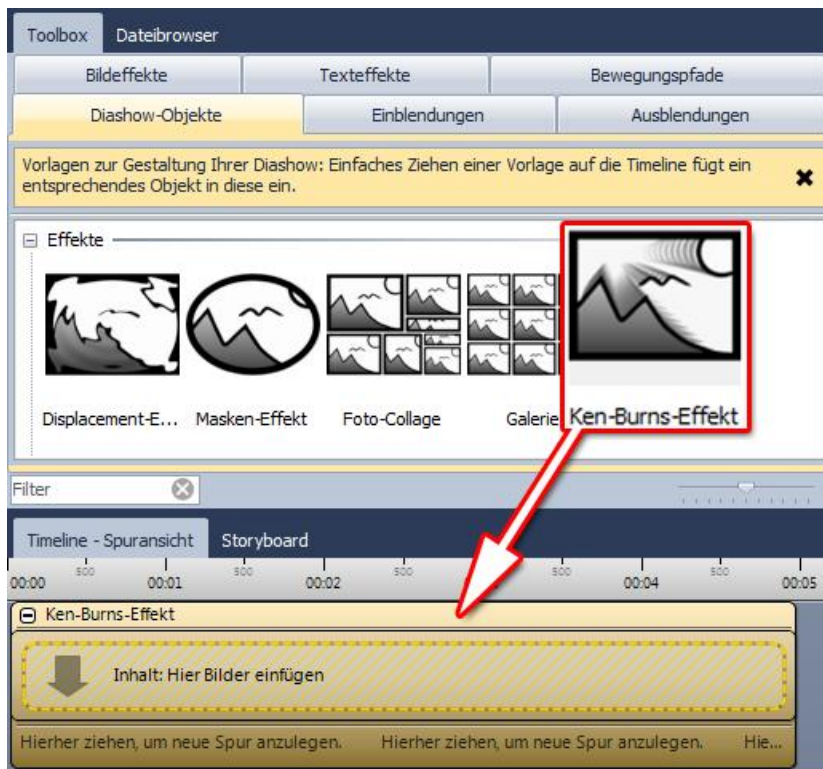 Toolbox Dateibrowser
Bildeffekte Texteffekte Bewegungspfade
Diashow-Objekte Einblendungen Ausblendungen
Vorlagen zur Gestaltung Ihrer Diashow: Einfaches Ziehen einer Vorlage auf die Timeline fügt ein
entsprechendes Objekt in diese ein.
Effekte
Displacement-E... Masken-Effekt Foto-Collage Galerie Ken-Burns-Effekt
Filter
Timeline - Spuransicht Storyboard
00:00 500 00:01 500 00:02 500 500 00:04 500 00:05
Ken-Burns-Effekt
Inhalt: Hier Bilder einfügen
Hierher ziehen, um neue Spur anzulegen. Hierher ziehen, um neue Spur anzulegen. Hie...